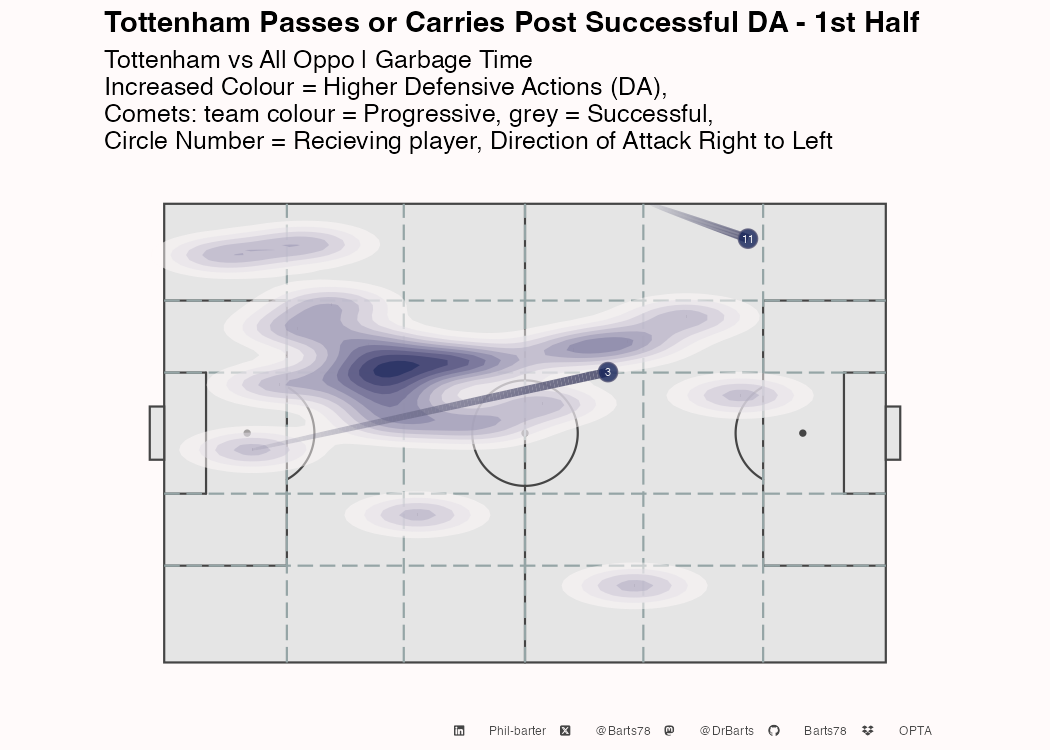 Tottenham Passes or Carries Post Successful DA - 1st Half
Tottenham vs All Oppo | Garbage Time
Increased Colour = Higher Defensive Actions (DA),
Comets: team colour = Progressive, grey = Successful,
Circle Number = Recieving player, Direction of Attack Right to Left
11
3
Phil-barter @Barts78 @DrBarts Barts78 OPTA